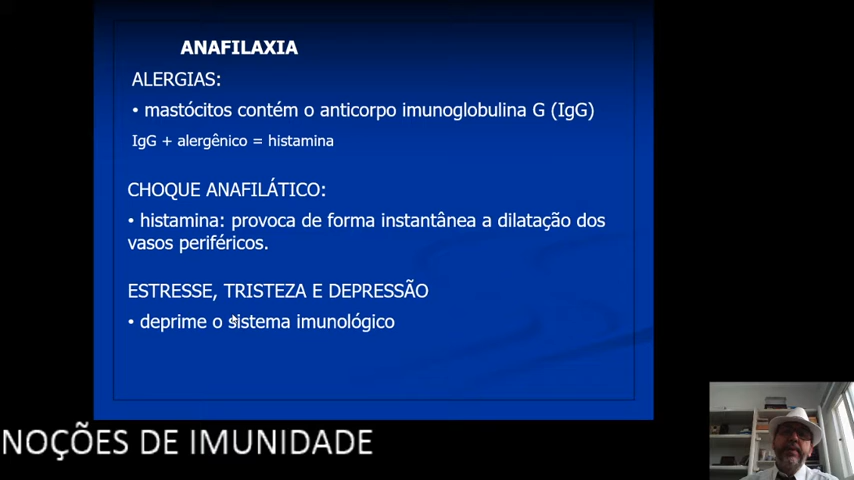 ANAFILAXIA
ALERGIAS:
• mastócitos contém o anticorpo imunoglobulina G (IgG)
IgG + alergênico = histamina
CHOQUE ANAFILÁTICO:
• histamina: provoca de forma instantânea a dilatação dos
vasos periféricos.
ESTRESSE, TRISTEZA E DEPRESSÃO
• deprime o sistema imunológico
NOÇÕES DE IMUNIDADE